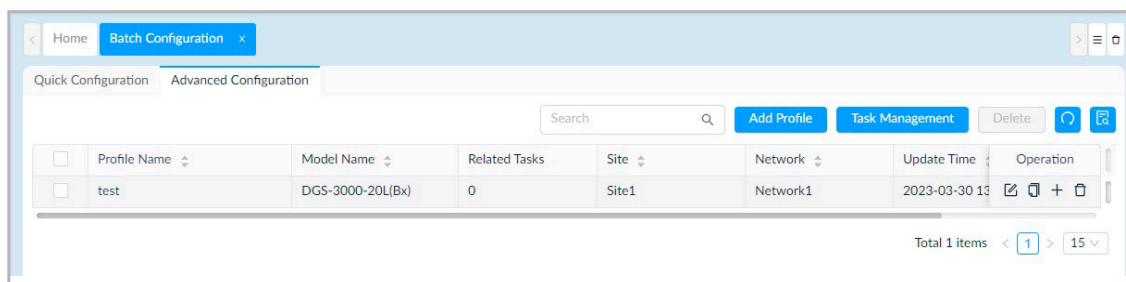 Home Batch Configuration x
Quick Configuration Advanced Configuration
Search Add Profile Task Management Delete
Profile Name Model Name Related Tasks Site Network Update Time Operation
test DGS-3000-20L(Bx) 0 Site1 Network1 2023-03-30 13
Total 1 items < 1 > 15